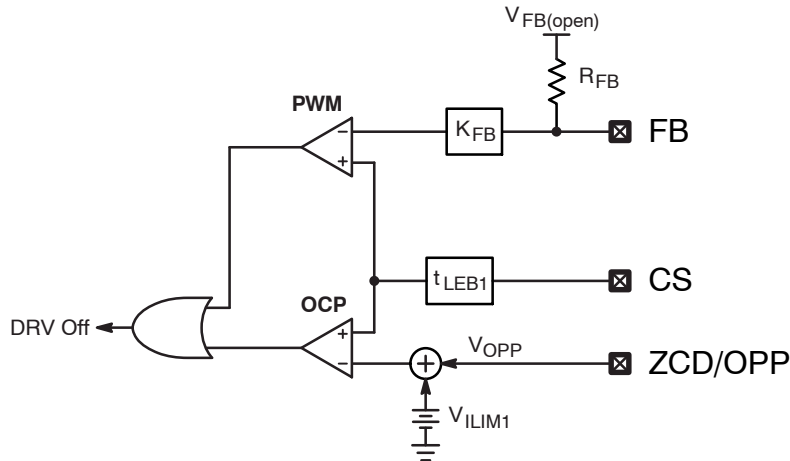 VFB(open)
RFB
PWM
−
KFB
FB
+
tLEB1
CS
OCP
+
DRV Off
−
+
VOPP
ZCD/OPP
VILIM1